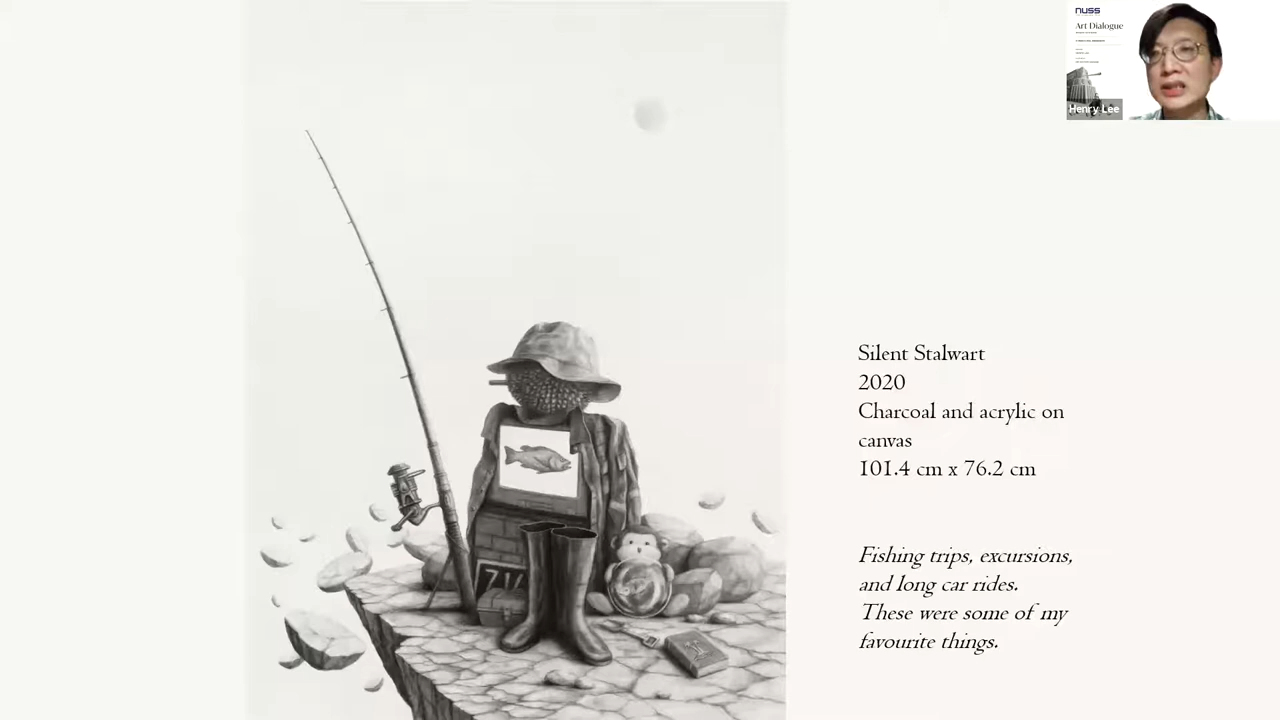 nuss
Art Dialogue
Henry Lee
Silent Stalwart
2020
Charcoal and acrylic on
canvas
101.4 cm x 76.2 cm
Fishing trips, excursions,
and long car rides.
These were some of my
favourite things.